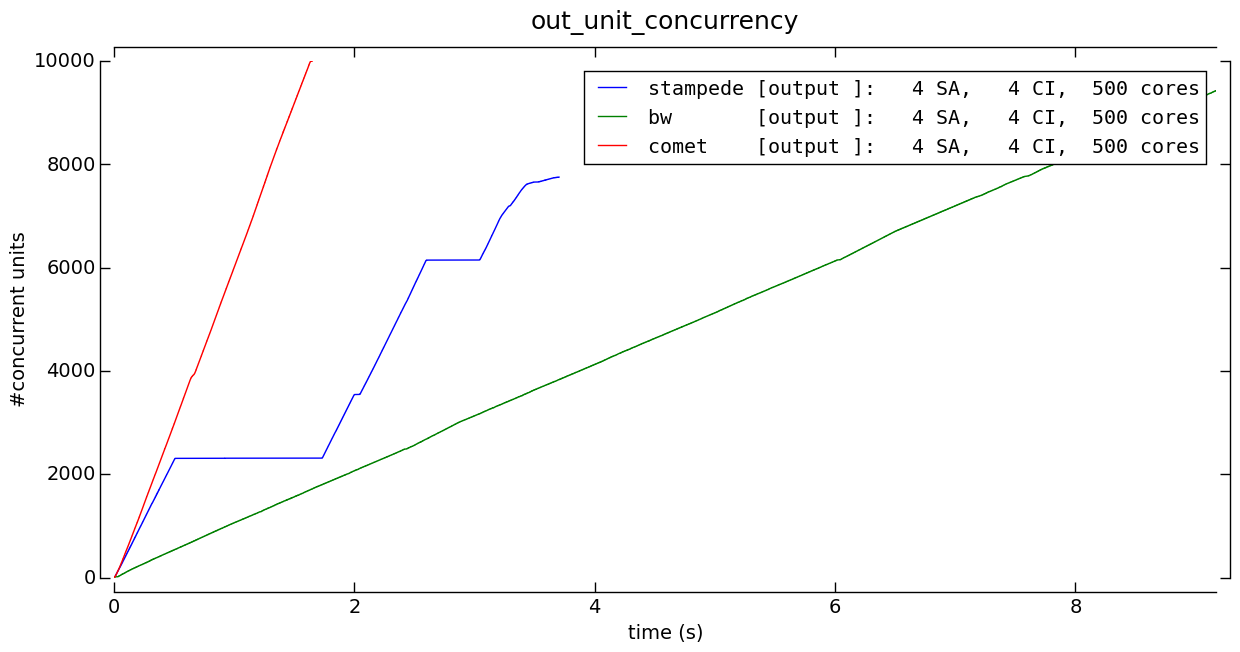 out_unit_concurrency
10000
8000
6000
4000
2000
0
#concurrent units
stampede [output ]:   4 SA,   4 CI,  500 cores
bw       [output ]:   4 SA,   4 CI,  500 cores
comet    [output ]:   4 SA,   4 CI,  500 cores
0 2 4 6 8
time (s)